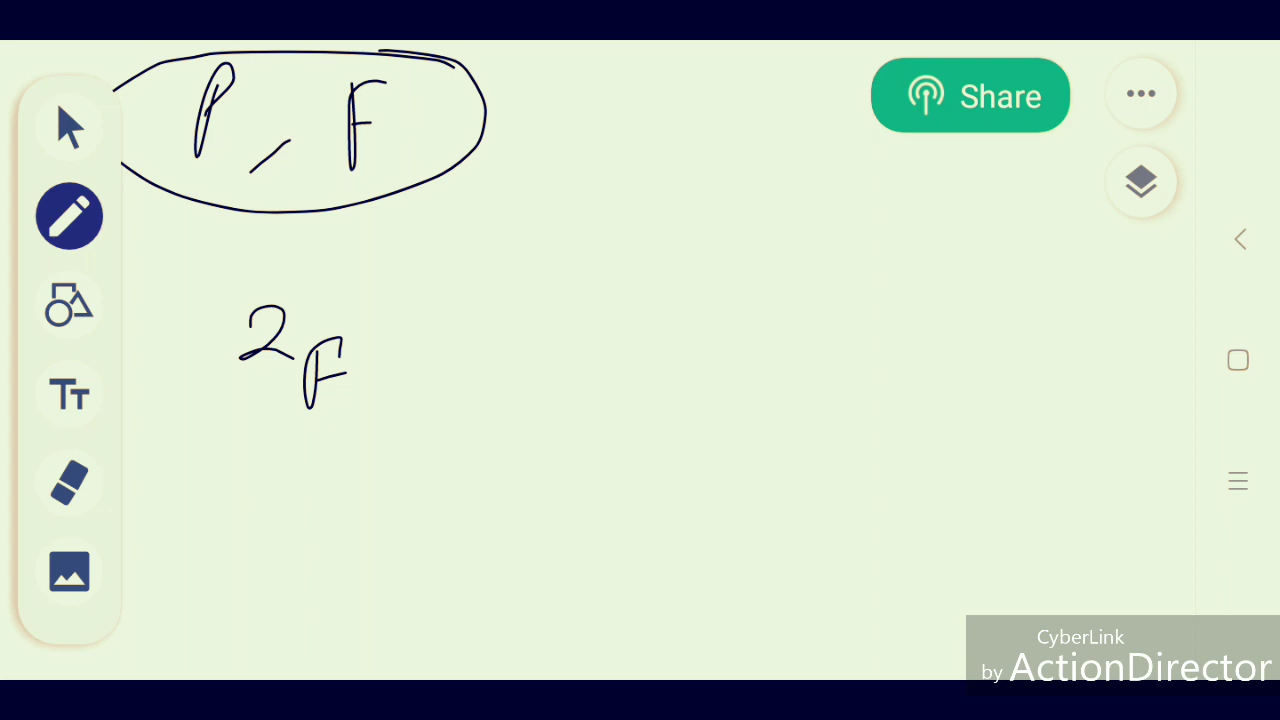 P, F
Share
2F
TT
CyberLink
by ActionDirector